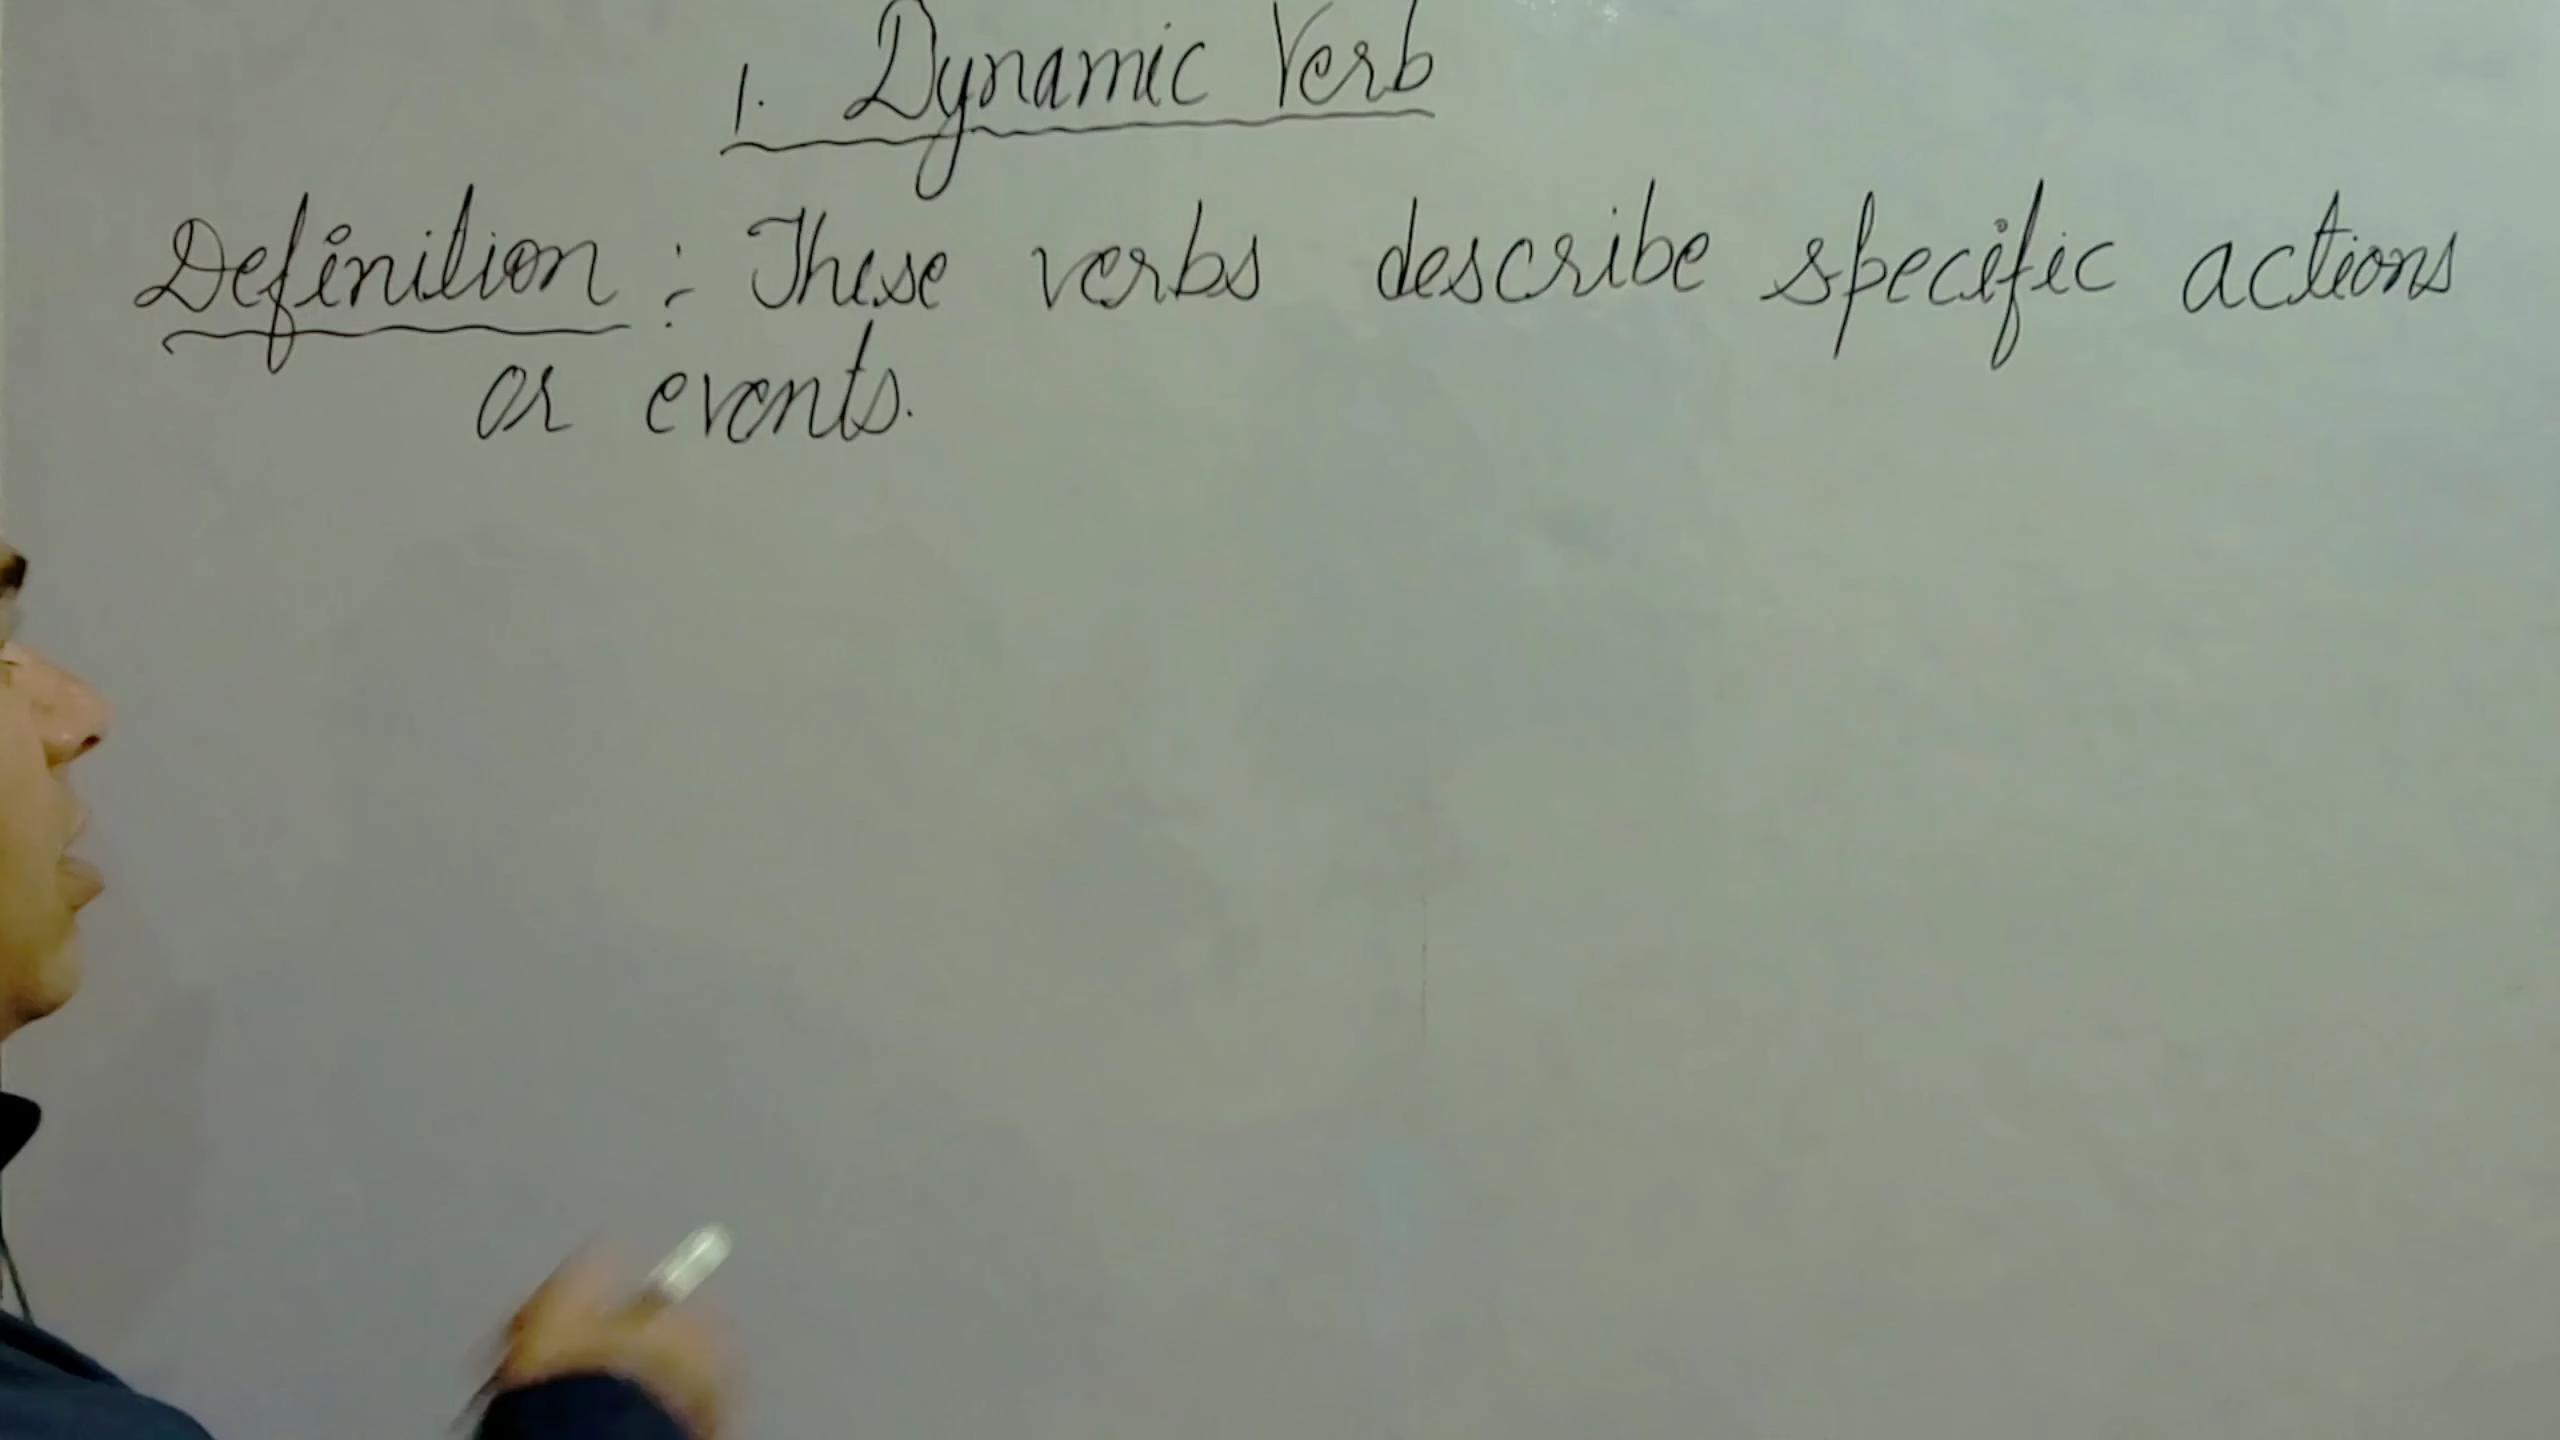 1. Dynamic Verb
Definition : These verbs describe specific actions
or events.